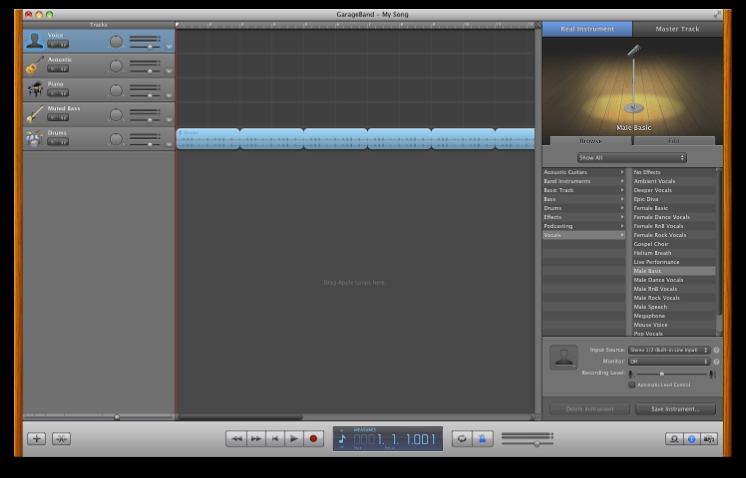 GarageBand - My Song
Tracks
Real Instrument
Master Track
Voice
Acoustic
Piano
Muted Bass
Drums
Male Basic
Browse
Edit
Show All
Acoustic Guitars
Band Instruments
Basic Track
Bass
Drums
Effects
Podcasting
Vocals
No Effects
Ambient Vocals
Deeper Vocals
Epic Diva
Female Basic
Female Dance Vocals
Female RnB Vocals
Female Rock Vocals
Gospel Choir
Helium Breath
Live Performance
Male Basic
Male Dance Vocals
Male RnB Vocals
Male Rock Vocals
Male Speech
Megaphone
Mouse Voice
Pop Vocals
Drag Apple Loops here.
Input Source: Stereo 1/2 (Built-in Line Input)
Monitor: Off
Recording Level:
Automatic Level Control
Delete Instrument
Save Instrument...
MEASURES
0001. 1. 1.001